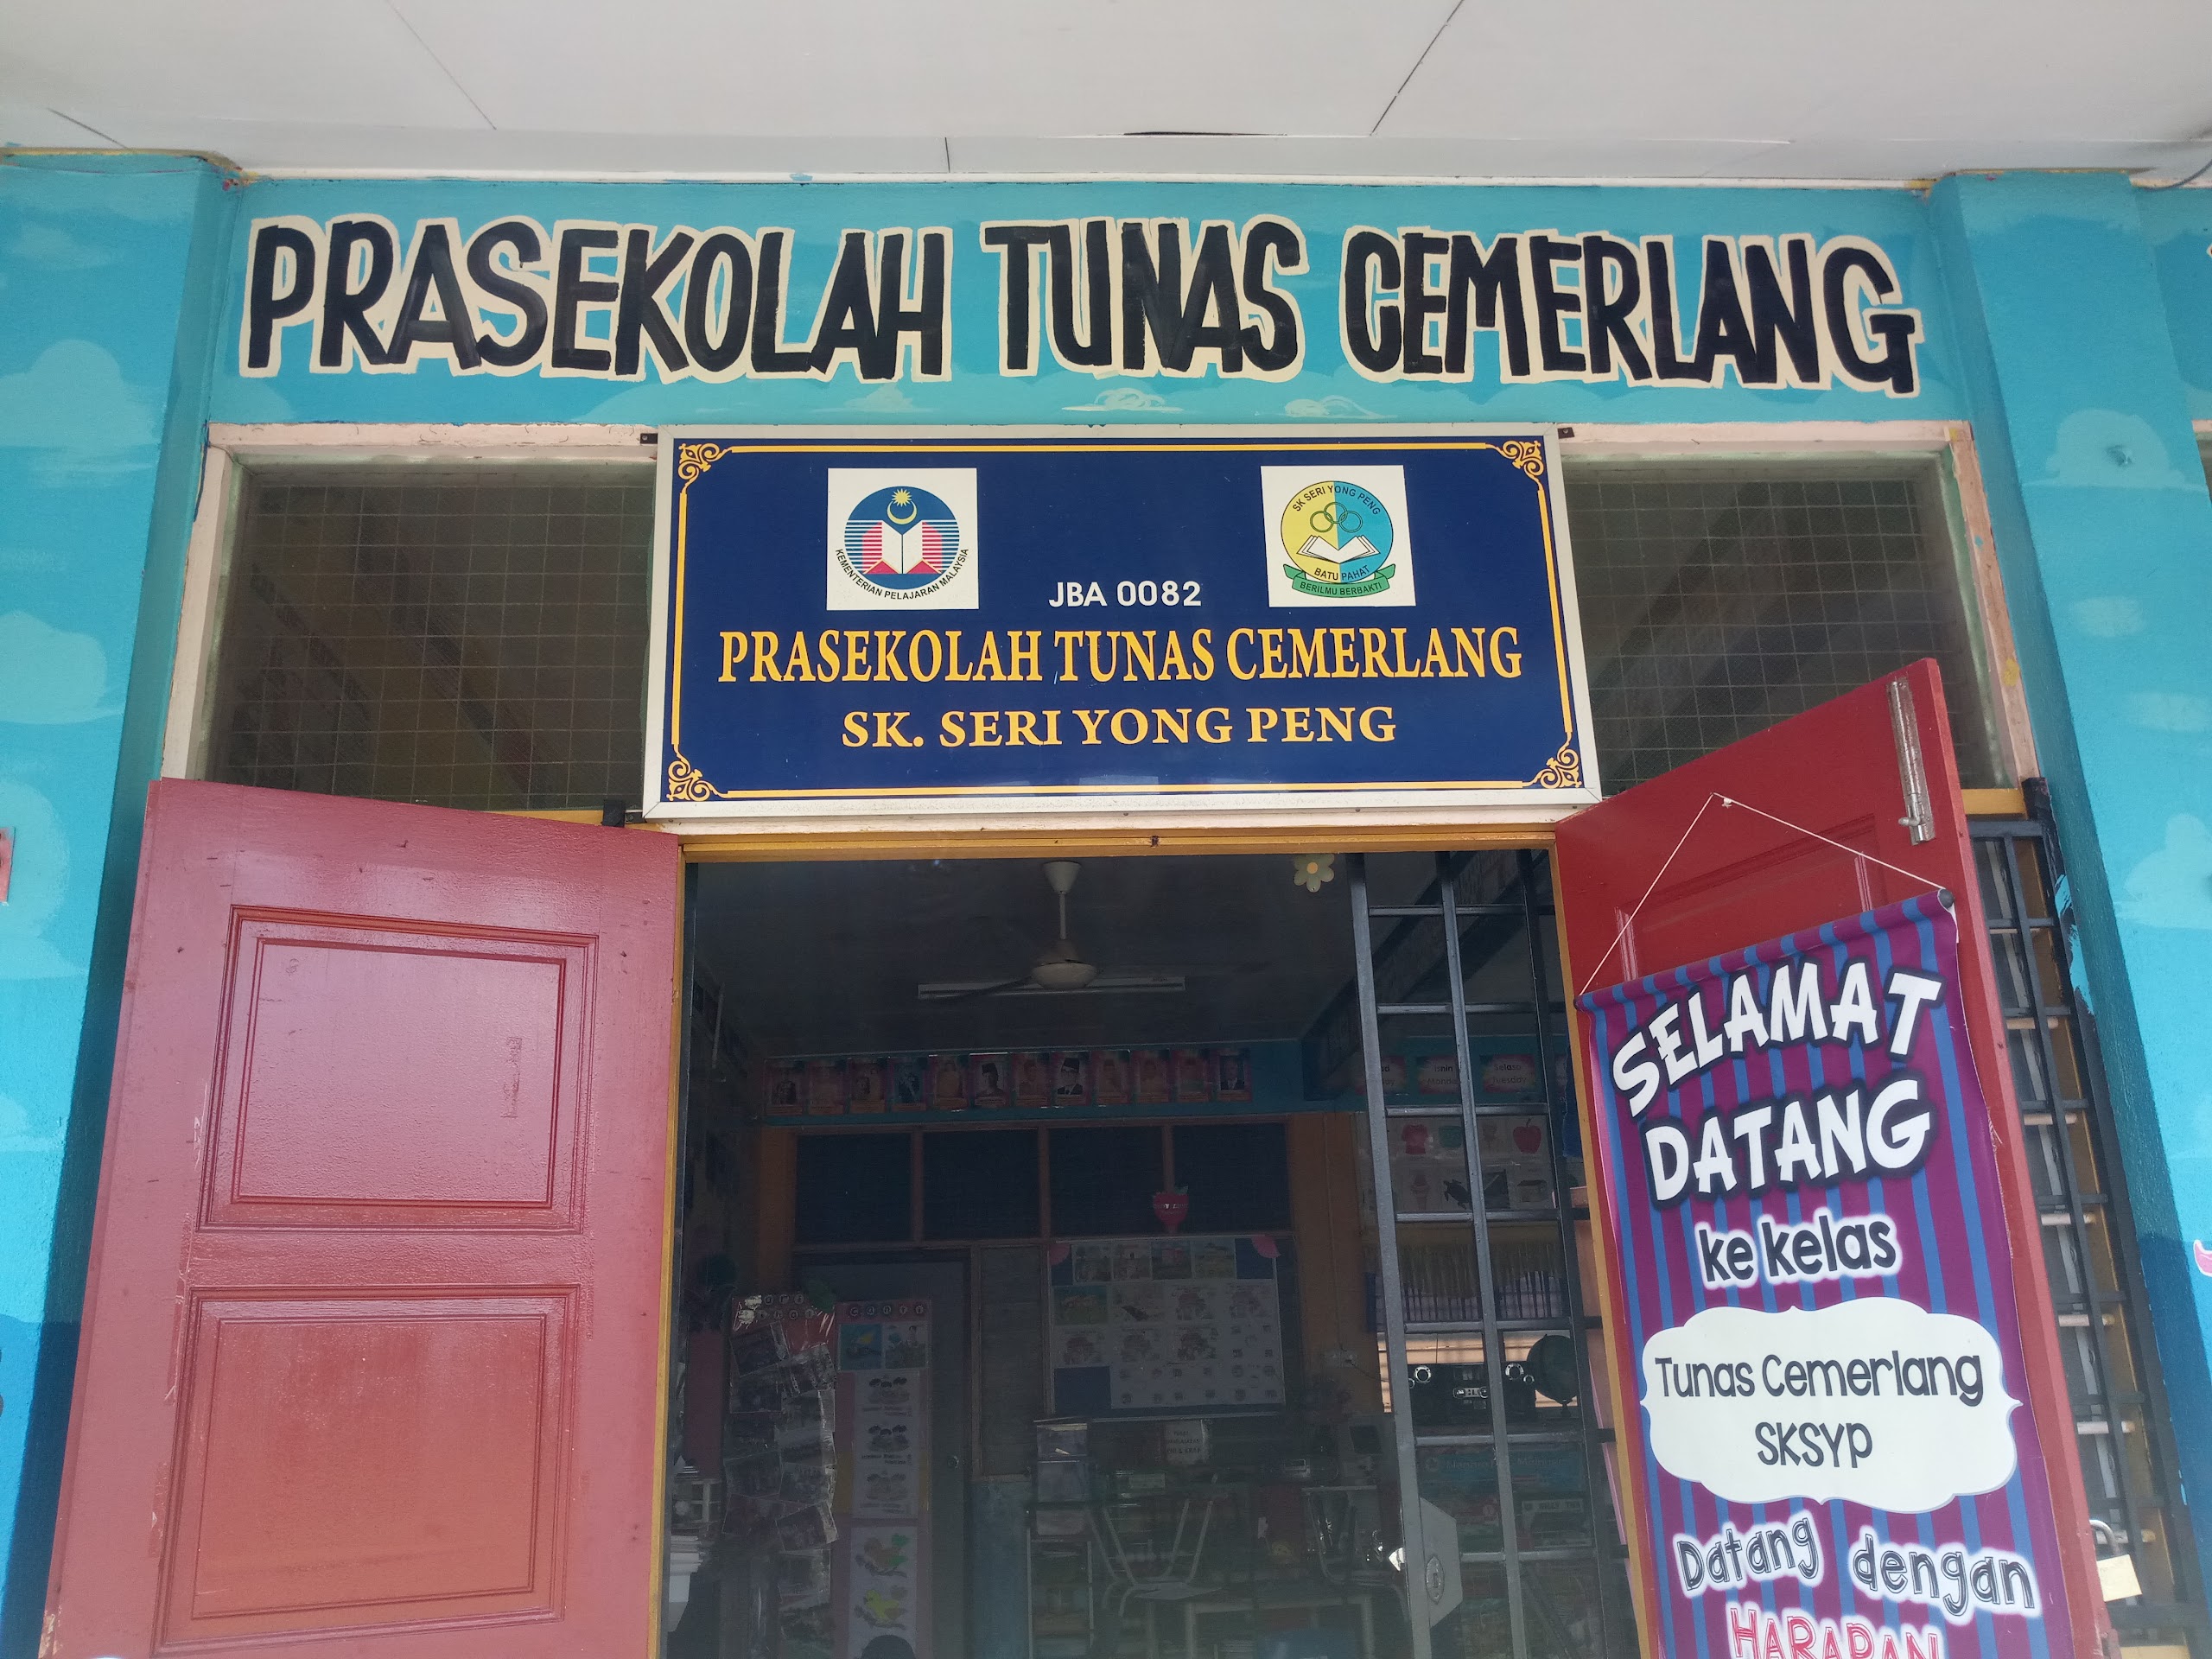 PRASEKOLAH TUNAS CEMERLANG
KEMENTERIAN PELAJARAN MALAYSIA
SK SERI YONG PENG
BATU PAHAT
BERILMU BERBAKTI
JBA 0082
PRASEKOLAH TUNAS CEMERLANG
SK. SERI YONG PENG
SELAMAT
DATANG
ke kelas
Tunas Cemerlang
SKSYP
Datang dengan
HARAPAN